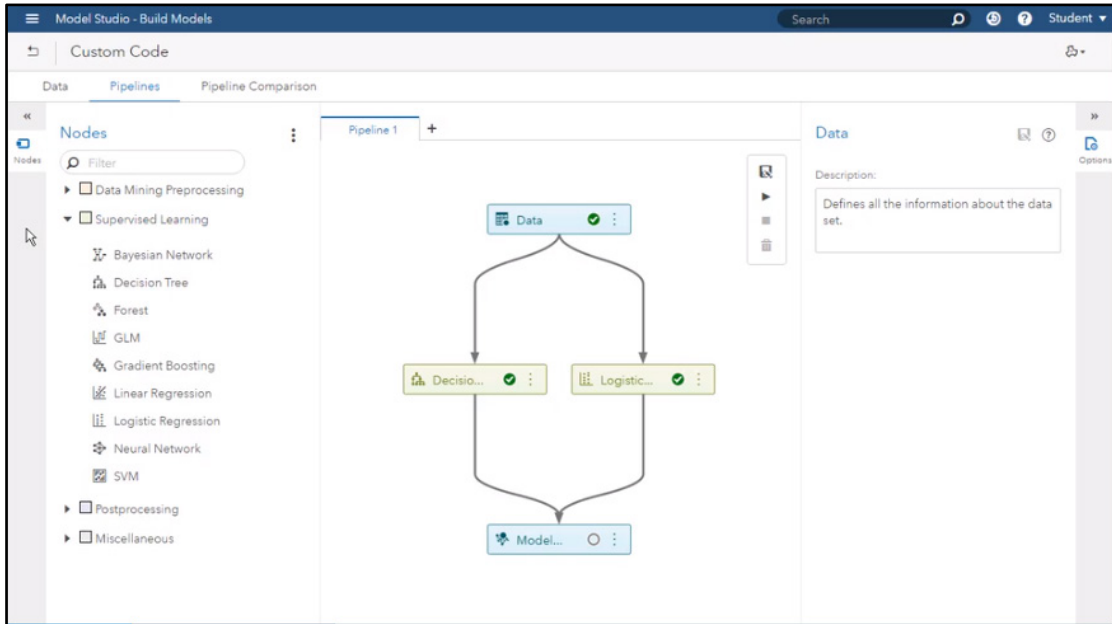 Model Studio - Build Models
Search
Student
Custom Code
Data
Pipelines
Pipeline Comparison
Nodes
Nodes
Filter
Data Mining Preprocessing
Supervised Learning
Bayesian Network
Decision Tree
Forest
GLM
Gradient Boosting
Linear Regression
Logistic Regression
Neural Network
SVM
Postprocessing
Miscellaneous
Pipeline 1
+
Data
Decisio...
Logistic...
Model...
Data
Options
Description:
Defines all the information about the data
set.